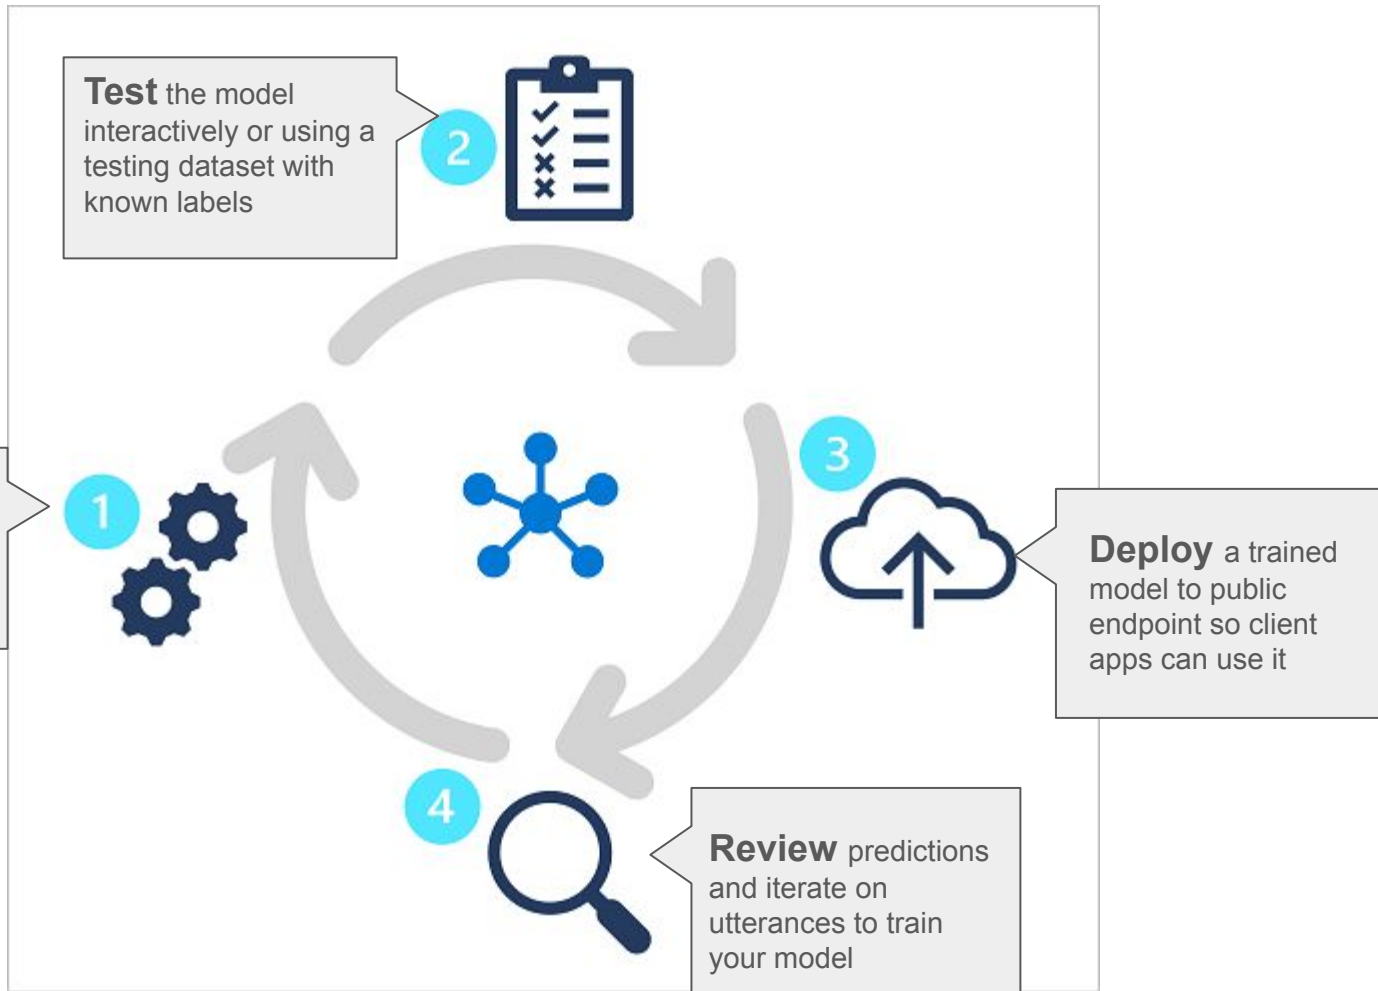 Test the model
interactively or using a
testing dataset with
known labels
2
1
3
Deploy a trained
model to public
endpoint so client
apps can use it
4
Review predictions
and iterate on
utterances to train
your model